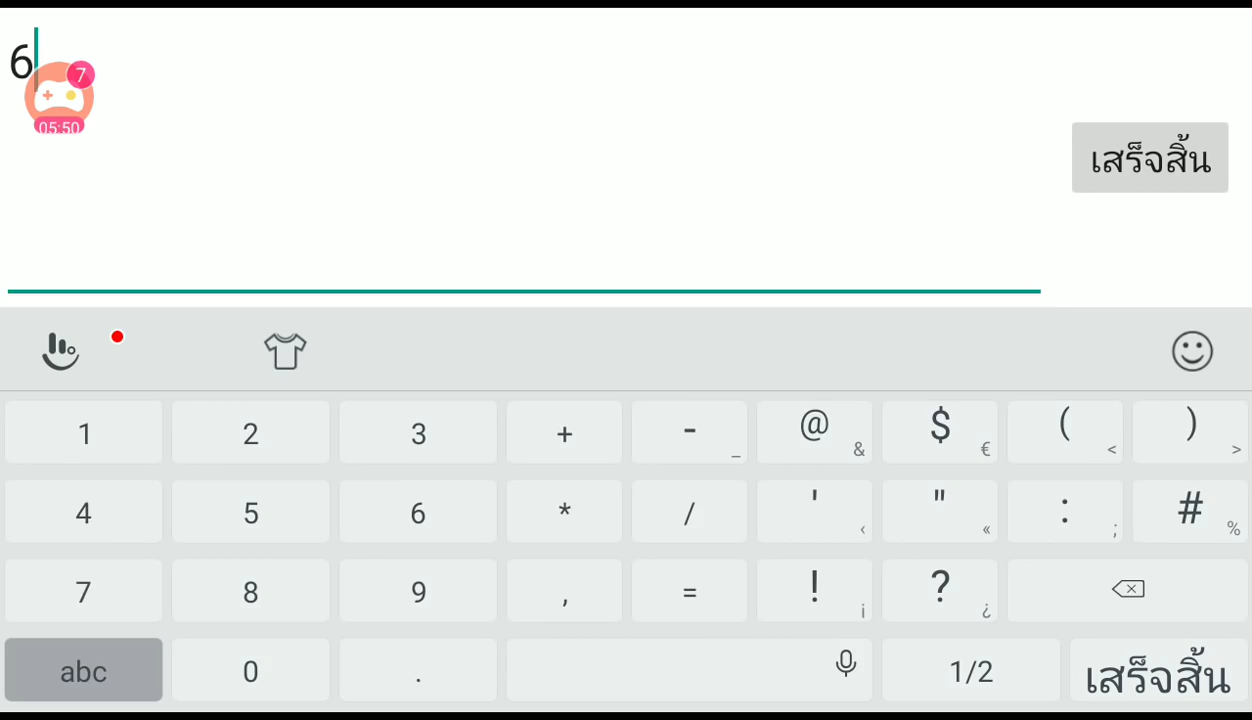 6
7
05:50
เสร็จสิ้น
1 2 3 + - _ @ & $ € ( < ) >
4 5 6 * / ' ‹ " « : ; # %
7 8 9 , = ! ¡ ? ¿
abc 0 . 1/2 เสร็จสิ้น